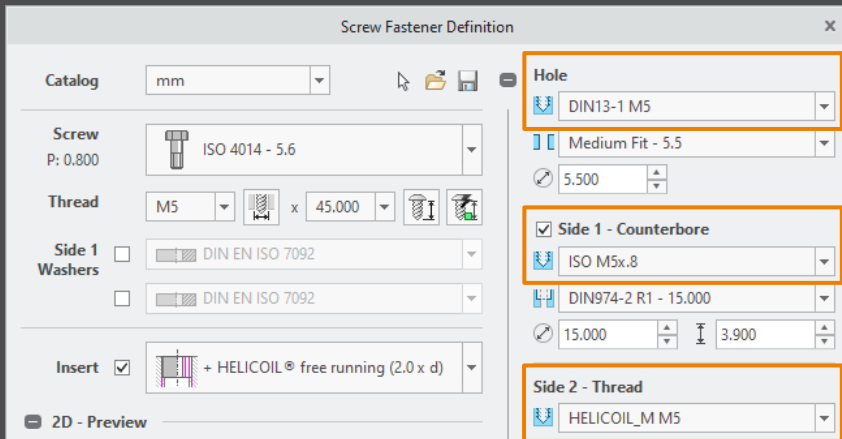 Screw Fastener Definition
Catalog
mm
Screw
P: 0.800
ISO 4014 - 5.6
Thread
M5
x
45.000
Side 1
Washers
DIN EN ISO 7092
DIN EN ISO 7092
Insert
+ HELICOIL® free running (2.0 x d)
2D - Preview
Hole
DIN13-1 M5
Medium Fit - 5.5
5.500
Side 1 - Counterbore
ISO M5x.8
DIN974-2 R1 - 15.000
15.000
3.900
Side 2 - Thread
HELICOIL_M M5